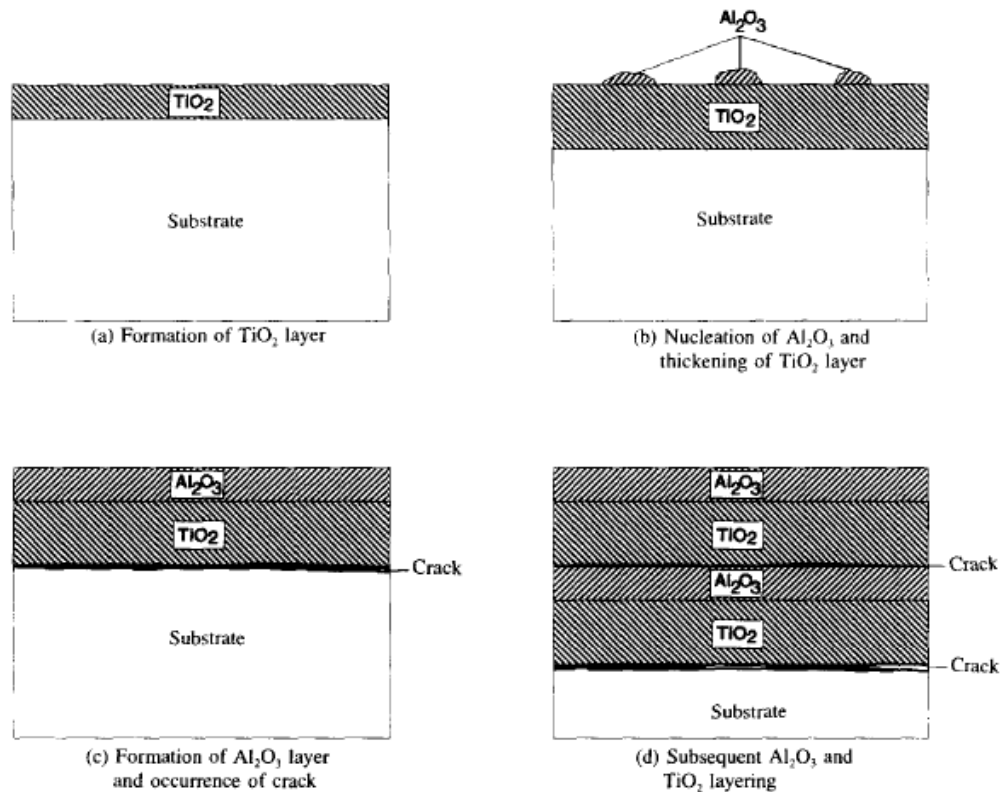 Al₂O₃
TiO₂
TiO₂
Substrate
Substrate
(a) Formation of TiO₂ layer
(b) Nucleation of Al₂O₃ and
thickening of TiO₂ layer
Al₂O₃
TiO₂
Crack
Substrate
(c) Formation of Al₂O₃ layer
and occurrence of crack
Al₂O₃
TiO₂
Crack
Al₂O₃
TiO₂
Crack
Substrate
(d) Subsequent Al₂O₃ and
TiO₂ layering